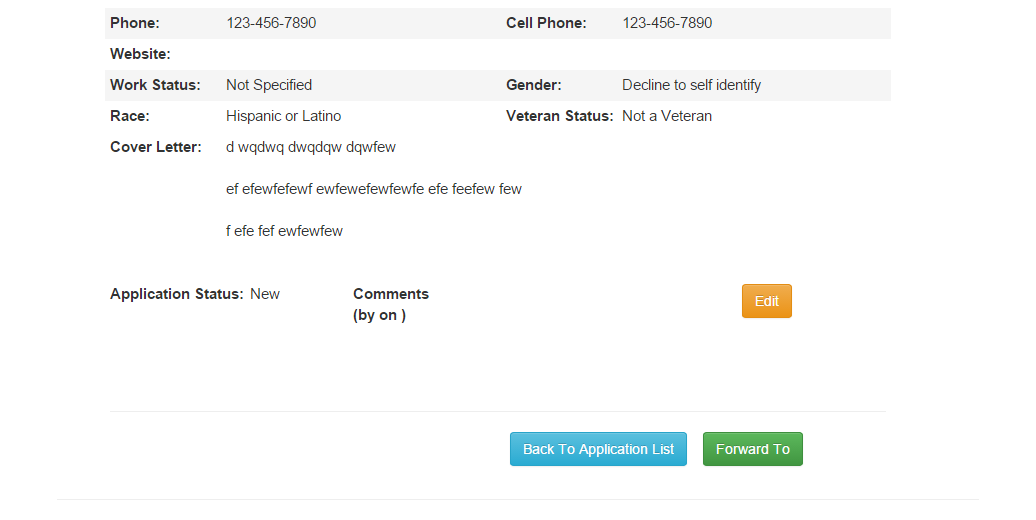 Phone: 123-456-7890 Cell Phone: 123-456-7890
Website:
Work Status: Not Specified Gender: Decline to self identify
Race: Hispanic or Latino Veteran Status: Not a Veteran
Cover Letter: d wqdwq dwqdqw dqwfew
ef efewfefewf ewfewefewfewfe efe feefew few
f efe fef ewfewfew
Application Status: New Comments Edit
(by on )
Back To Application List Forward To